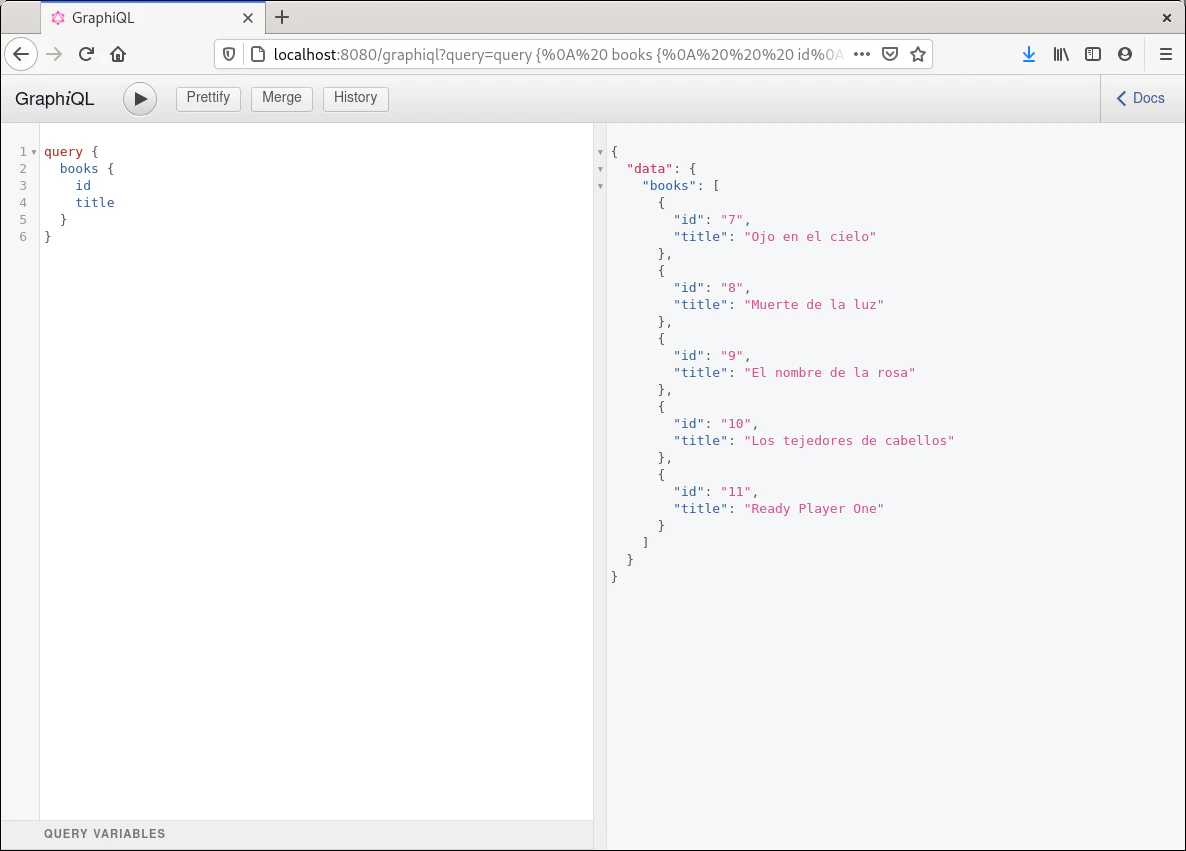 GraphiQL
localhost:8080/graphiql?query=query {%0A%20 books {%0A%20%20%20 id%0A
GraphiQL Prettify Merge History Docs
1 query {
2   books {
3     id
4     title
5   }
6 }
QUERY VARIABLES
{
  "data": {
    "books": [
      {
        "id": "7",
        "title": "Ojo en el cielo"
      },
      {
        "id": "8",
        "title": "Muerte de la luz"
      },
      {
        "id": "9",
        "title": "El nombre de la rosa"
      },
      {
        "id": "10",
        "title": "Los tejedores de cabellos"
      },
      {
        "id": "11",
        "title": "Ready Player One"
      }
    ]
  }
}